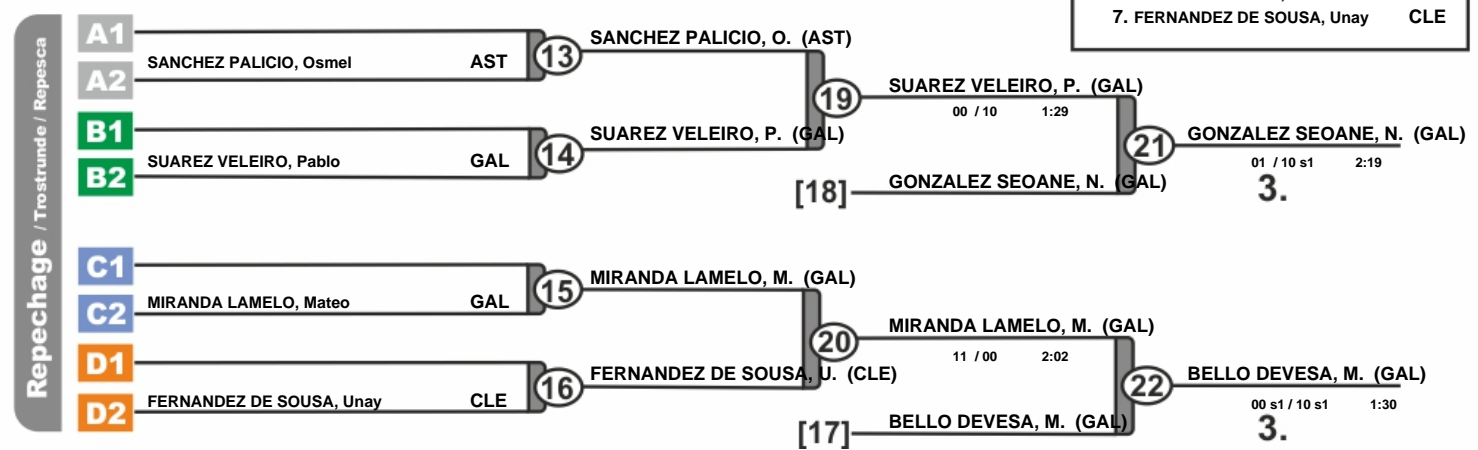 7. FERNANDEZ DE SOUSA, Unay CLE
Repechage / Trostrunde / Repesca
A1
SANCHEZ PALICIO, Osmel AST
A2
13
SANCHEZ PALICIO, O. (AST)
B1
SUAREZ VELEIRO, Pablo GAL
B2
14
SUAREZ VELEIRO, P. (GAL)
19
SUAREZ VELEIRO, P. (GAL)
00 / 10 1:29
[18]
GONZALEZ SEOANE, N. (GAL)
21
GONZALEZ SEOANE, N. (GAL)
01 / 10 s1 2:19
3.
C1
MIRANDA LAMELO, Mateo GAL
C2
15
MIRANDA LAMELO, M. (GAL)
D1
FERNANDEZ DE SOUSA, Unay CLE
D2
16
FERNANDEZ DE SOUSA, U. (CLE)
20
MIRANDA LAMELO, M. (GAL)
11 / 00 2:02
[17]
BELLO DEVESA, M. (GAL)
22
BELLO DEVESA, M. (GAL)
00 s1 / 10 s1 1:30
3.